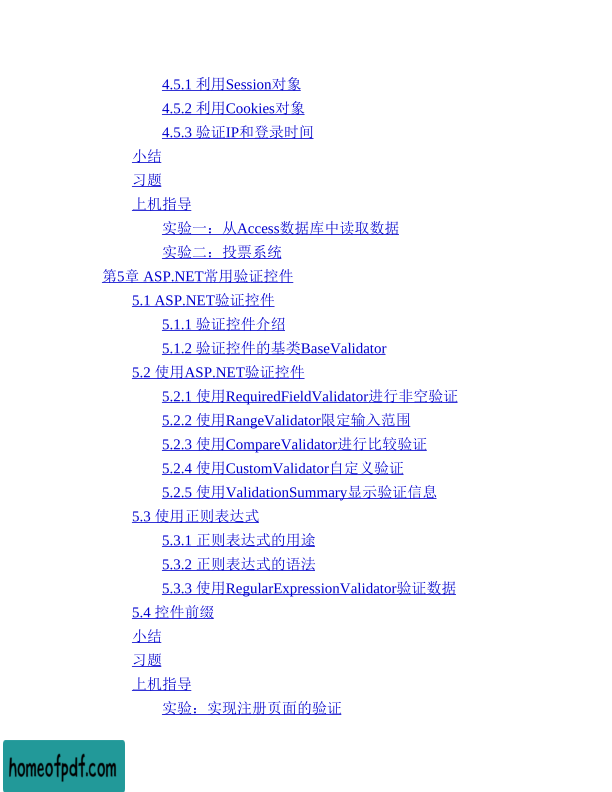 4.5.1 利用Session对象
4.5.2 利用Cookies对象
4.5.3 验证IP和登录时间
小结
习题
上机指导
实验一：从Access数据库中读取数据
实验二：投票系统
第5章 ASP.NET常用验证控件
5.1 ASP.NET验证控件
5.1.1 验证控件介绍
5.1.2 验证控件的基类BaseValidator
5.2 使用ASP.NET验证控件
5.2.1 使用RequiredFieldValidator进行非空验证
5.2.2 使用RangeValidator限定输入范围
5.2.3 使用CompareValidator进行比较验证
5.2.4 使用CustomValidator自定义验证
5.2.5 使用ValidationSummary显示验证信息
5.3 使用正则表达式
5.3.1 正则表达式的用途
5.3.2 正则表达式的语法
5.3.3 使用RegularExpressionValidator验证数据
5.4 控件前缀
小结
习题
上机指导
实验：实现注册页面的验证
homeofpdf.com